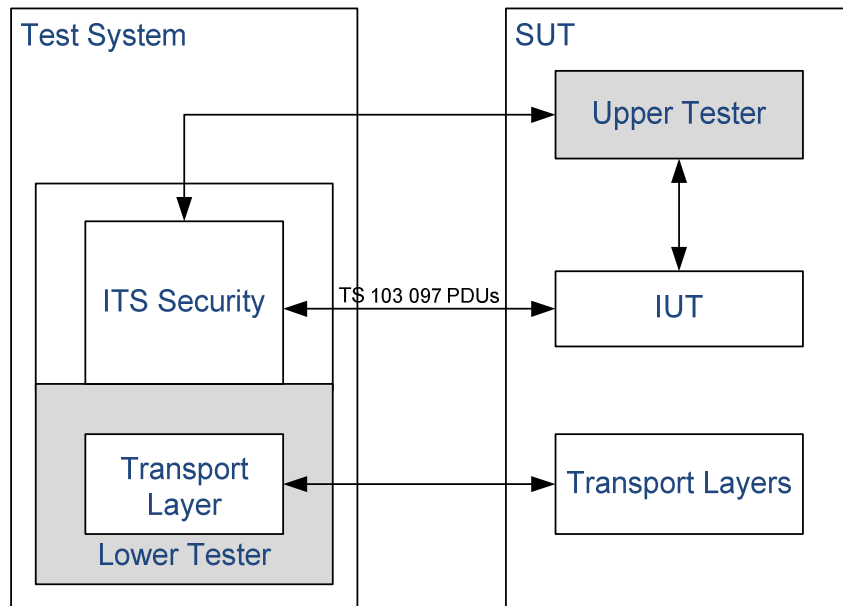 Test System
SUT
Upper Tester
ITS Security
TS 103 097 PDUs
IUT
Transport
Layer
Transport Layers
Lower Tester